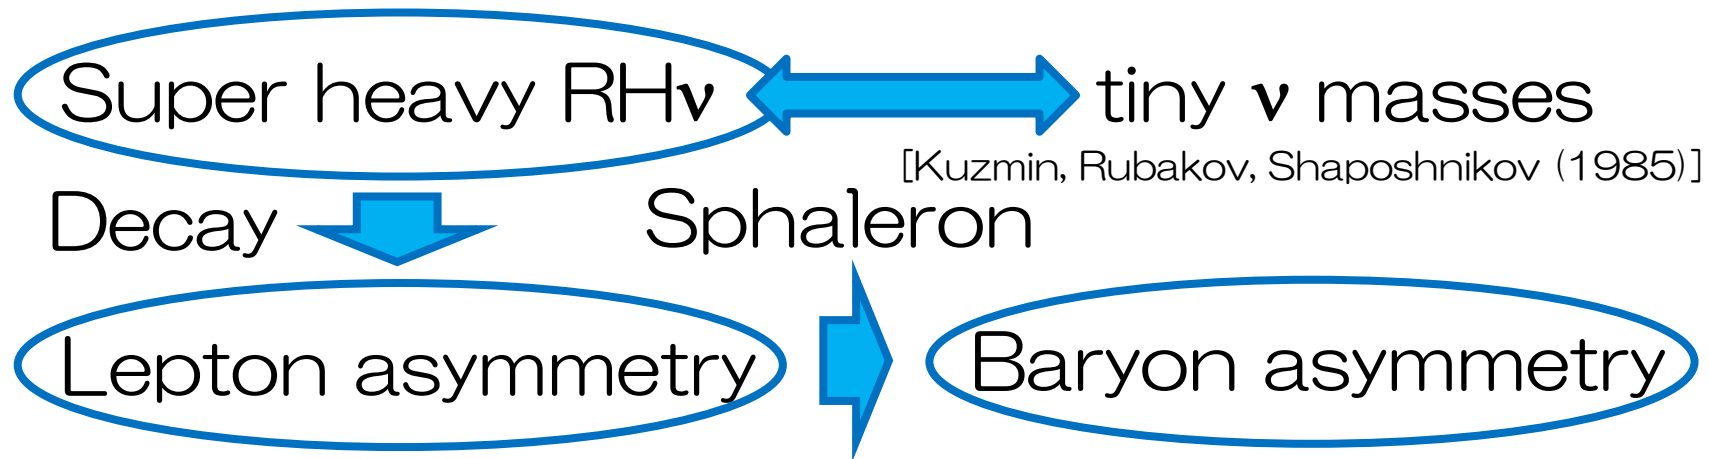 Super heavy RHν
tiny ν masses
[Kuzmin, Rubakov, Shaposhnikov (1985)]
Decay
Sphaleron
Lepton asymmetry
Baryon asymmetry